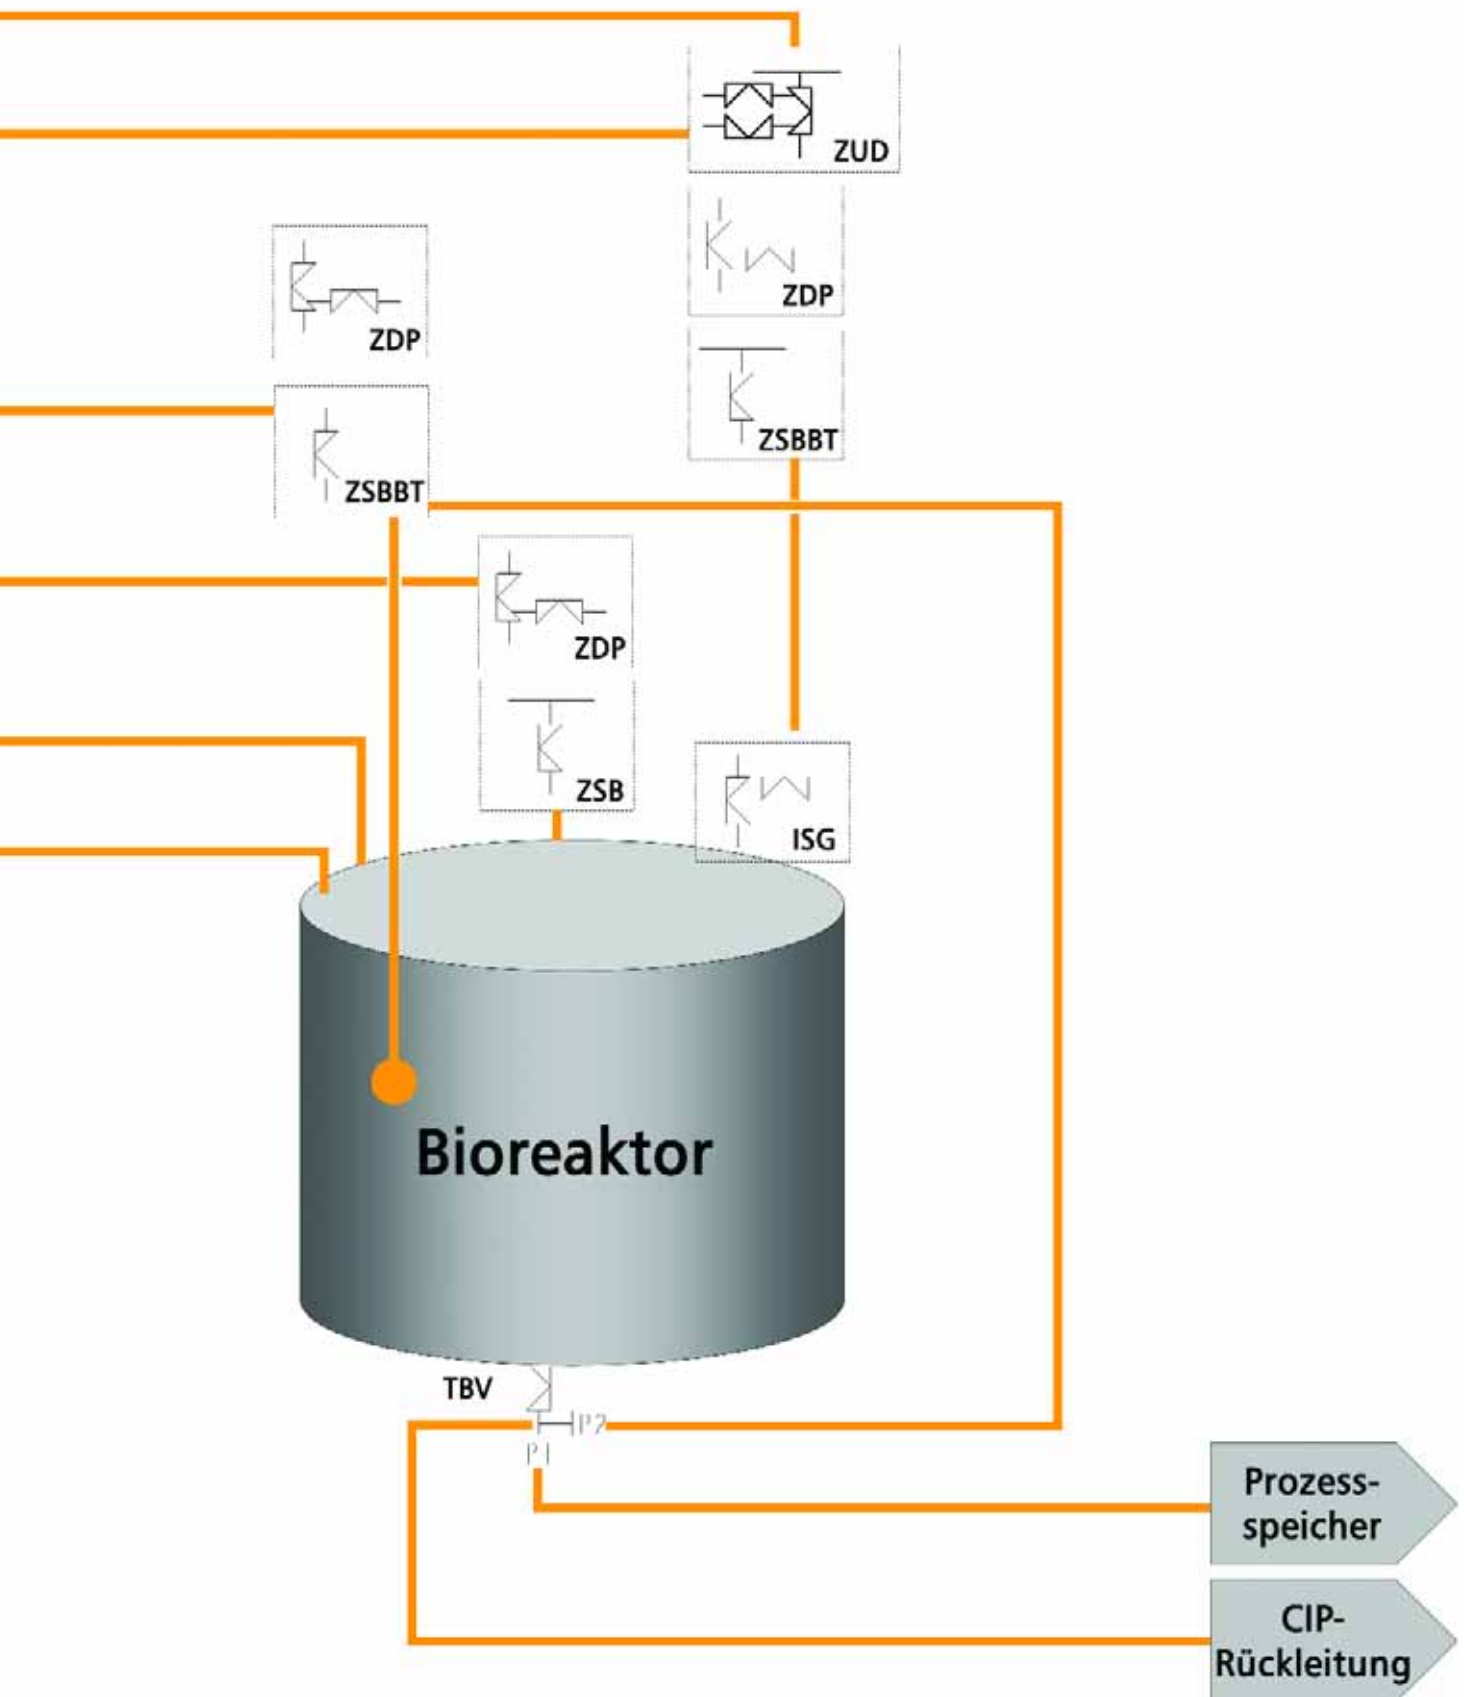 ZUD
ZDP
ZDP
ZSBBT
ZSBBT
ZDP
ZSB
ISG
Bioreaktor
TBV
P2
P1
Prozess-
speicher
CIP-
Rückleitung